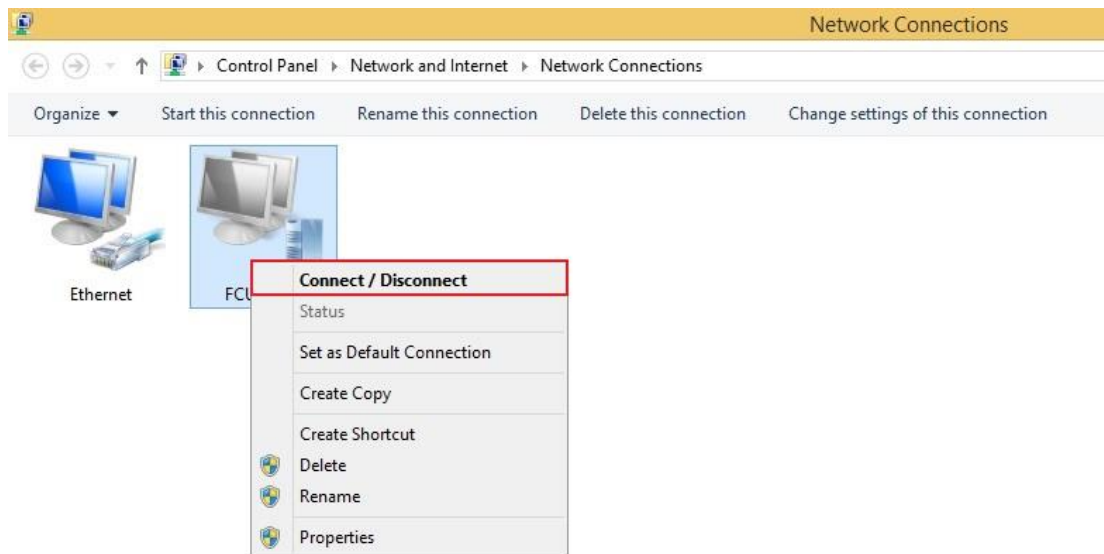 Network Connections
Control Panel Network and Internet Network Connections
Organize Start this connection Rename this connection Delete this connection Change settings of this connection
Ethernet
Connect / Disconnect
Status
Set as Default Connection
Create Copy
Create Shortcut
Delete
Rename
Properties